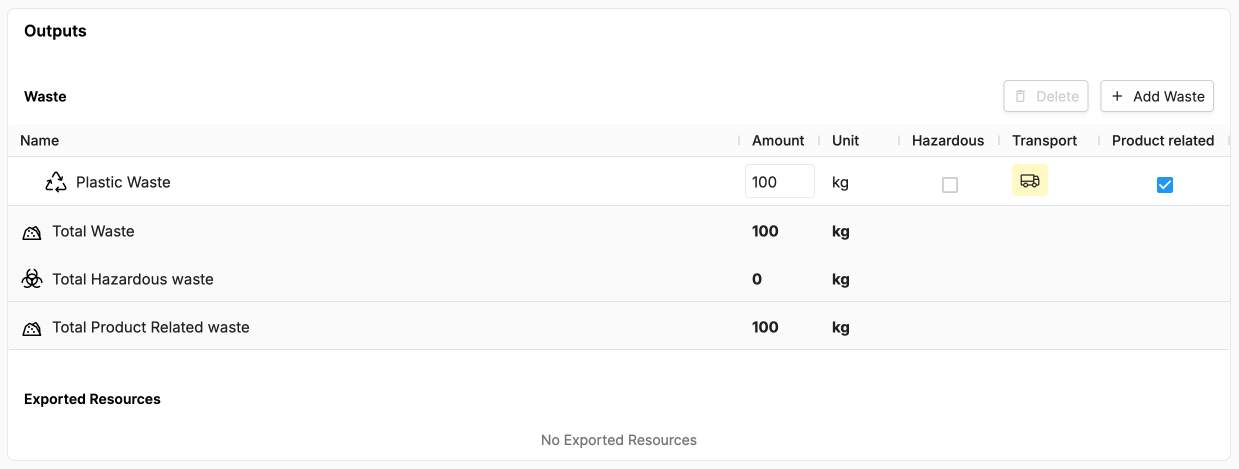 Outputs
Waste
Delete
Add Waste
Name Amount Unit Hazardous Transport Product related
Plastic Waste 100 kg
Total Waste 100 kg
Total Hazardous waste 0 kg
Total Product Related waste 100 kg
Exported Resources
No Exported Resources